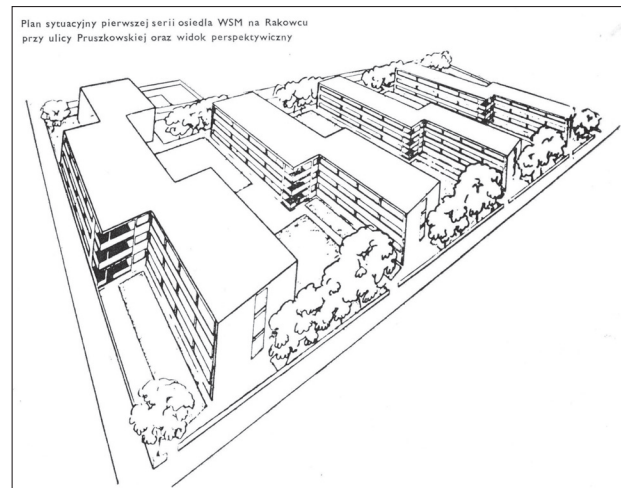 Plan sytuacyjny pierwszej serii osiedla WSM na Rakowcu
przy ulicy Pruszkowskiej oraz widok perspektywiczny